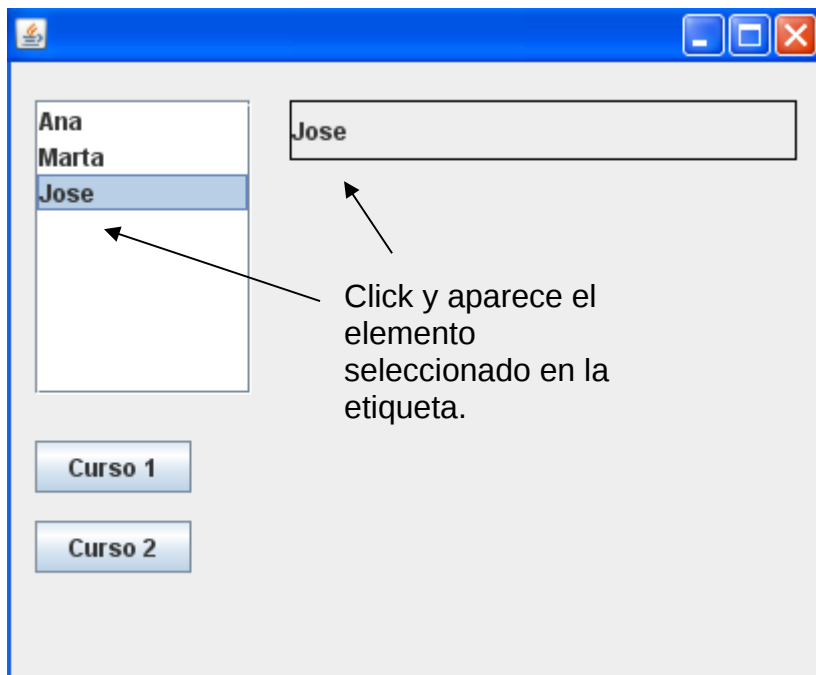 Ana
Marta
Jose
Jose
Click y aparece el
elemento
seleccionado en la
etiqueta.
Curso 1
Curso 2